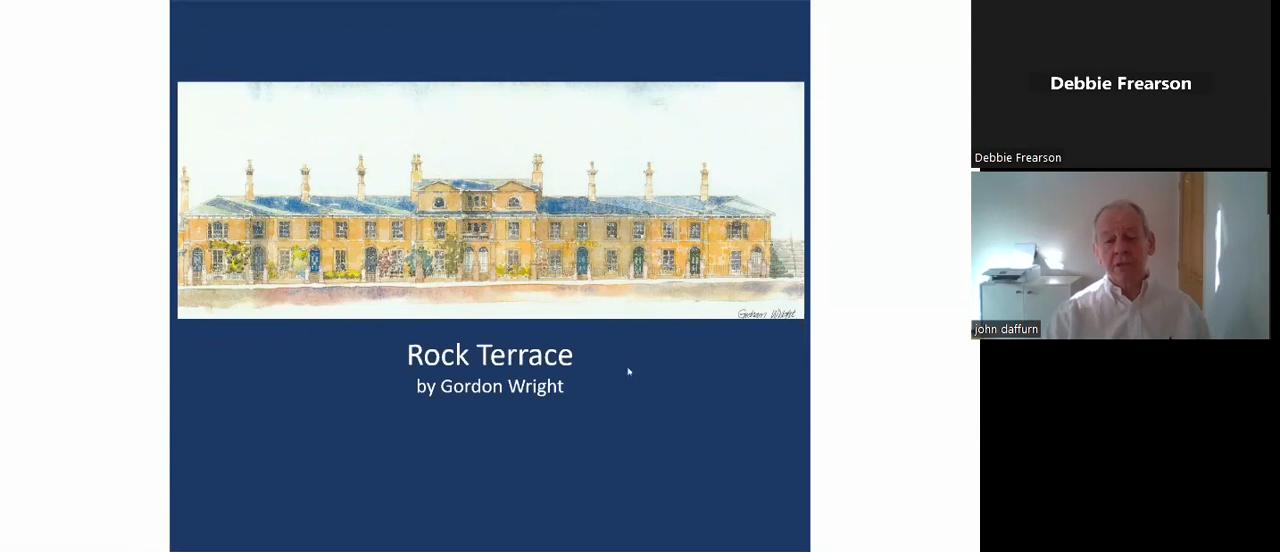 Gordon Wright
Rock Terrace
by Gordon Wright
Debbie Frearson
Debbie Frearson
john daffurn